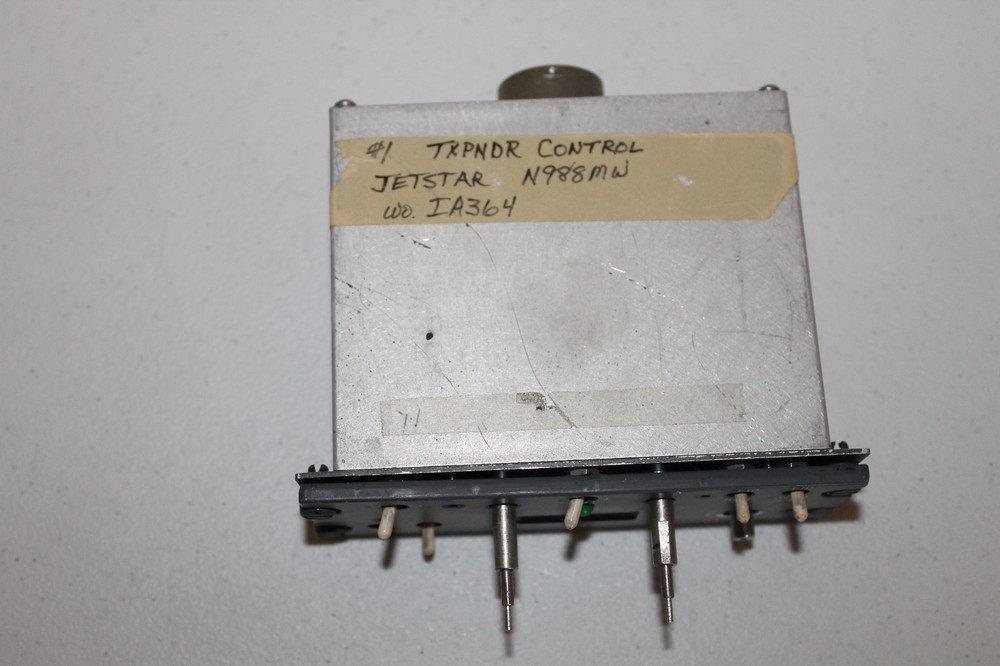 #1 TXPNDR CONTROL
JETSTAR N988MW
WO. IA364